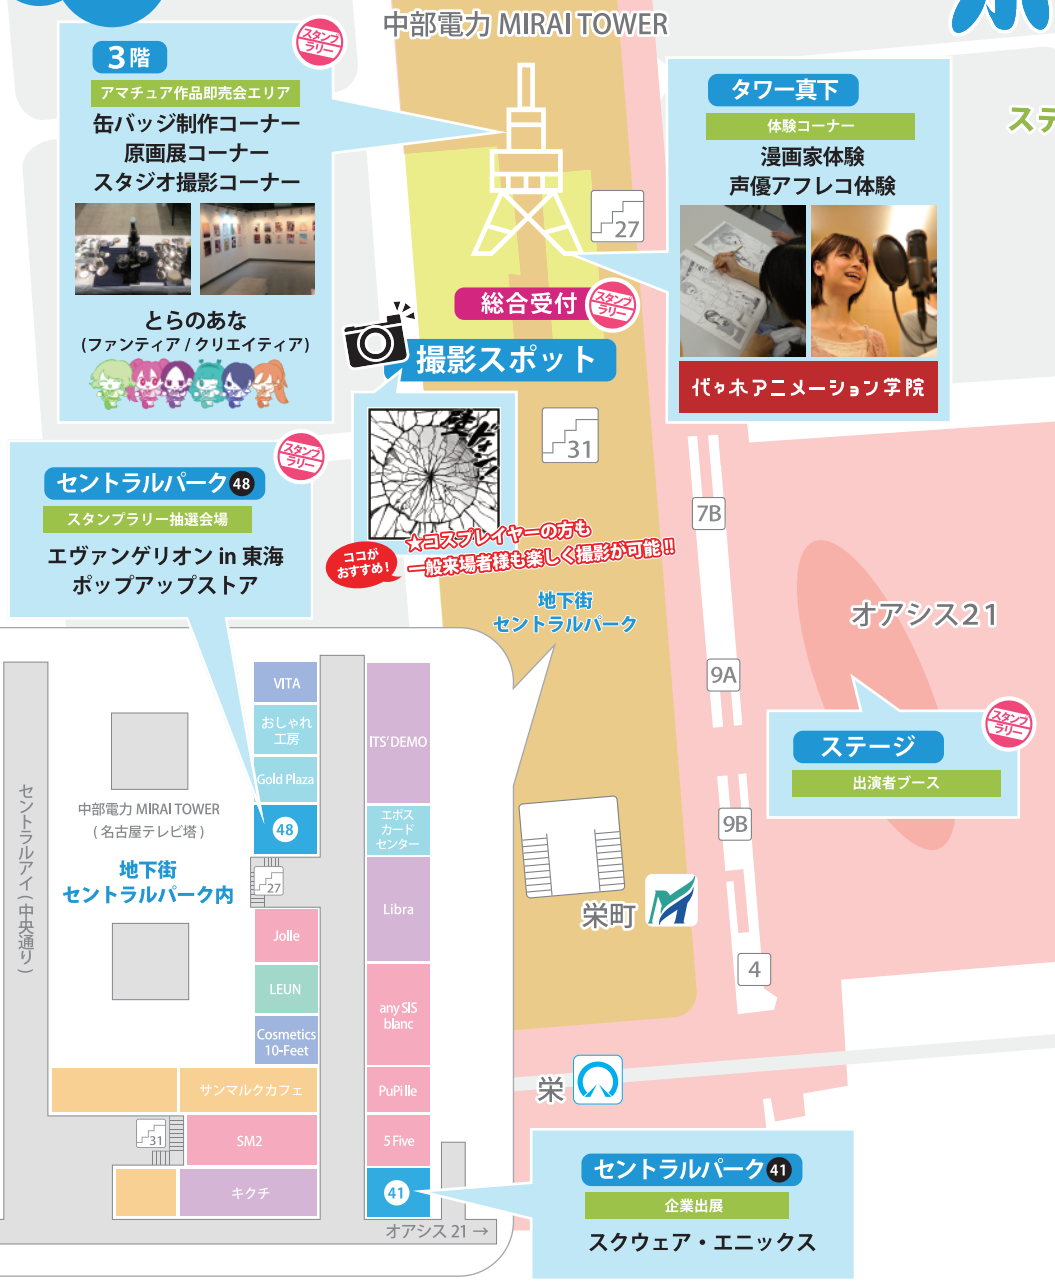 中部電力 MIRAI TOWER
スタンプ
ラリー
3階
アマチュア作品即売会エリア
缶バッジ制作コーナー
原画展コーナー
スタジオ撮影コーナー
とらのあな
(ファンティア / クリエイティア)
タワー真下
体験コーナー
漫画家体験
声優アフレコ体験
代々木アニメーション学院
ステ
27
総合受付
スタンプ
ラリー
撮影スポット
31
壁ドン!
★コスプレイヤーの方も
一般来場者様も楽しく撮影が可能!!
ココが
おすすめ!
スタンプ
ラリー
セントラルパーク 48
スタンプラリー抽選会場
エヴァンゲリオン in 東海
ポップアップストア
地下街
セントラルパーク
7B
9A
9B
4
オアシス21
スタンプ
ラリー
ステージ
出演者ブース
栄町
栄
セントラルアイ(中央通り)
中部電力 MIRAI TOWER
(名古屋テレビ塔)
地下街
セントラルパーク内
VITA
おしゃれ
工房
Gold Plaza
48
27
Jolle
LEUN
Cosmetics
10-Feet
サンマルクカフェ
31
SM2
キクチ
ITS'DEMO
エポス
カード
センター
Libra
any SIS
blanc
PuPi lle
5 Five
41
オアシス 21 →
セントラルパーク 41
企業出展
スクウェア・エニックス